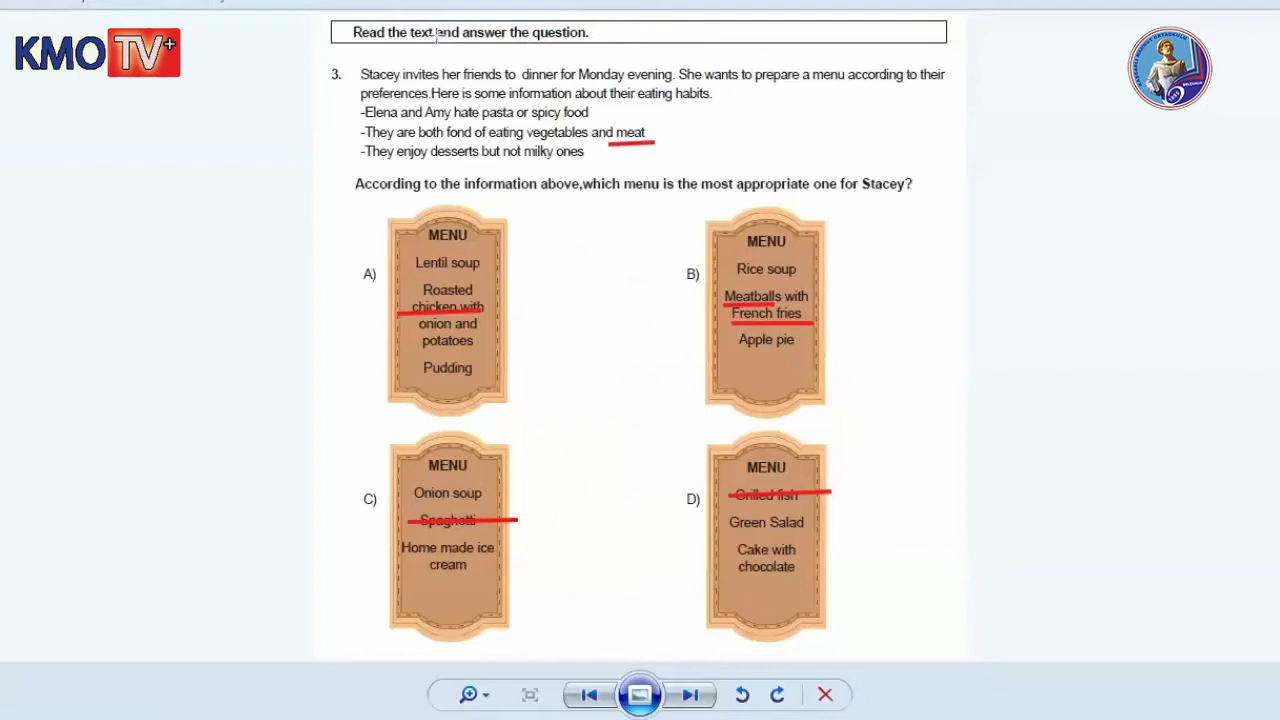 KMO TV+
Read the text and answer the question.
3. Stacey invites her friends to dinner for Monday evening. She wants to prepare a menu according to their
preferences.Here is some information about their eating habits.
-Elena and Amy hate pasta or spicy food
-They are both fond of eating vegetables and meat
-They enjoy desserts but not milky ones
According to the information above,which menu is the most appropriate one for Stacey?
A)
MENU
Lentil soup
Roasted
chicken with
onion and
potatoes
Pudding
B)
MENU
Rice soup
Meatballs with
French fries
Apple pie
C)
MENU
Onion soup
Spaghetti
Home made ice
cream
D)
MENU
Grilled fish
Green Salad
Cake with
chocolate